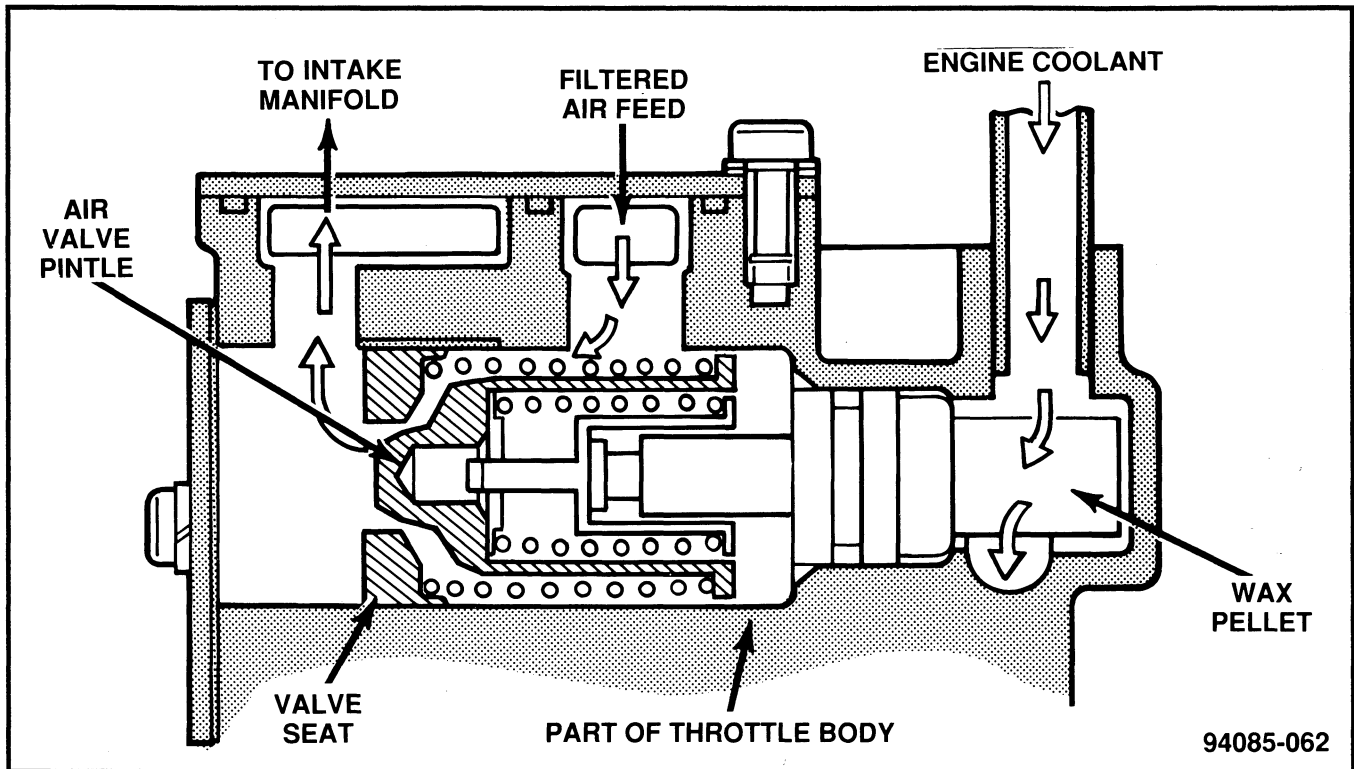 TO INTAKE
MANIFOLD
FILTERED
AIR FEED
ENGINE COOLANT
AIR
VALVE
PINTLE
WAX
PELLET
VALVE
SEAT
PART OF THROTTLE BODY
94085-062